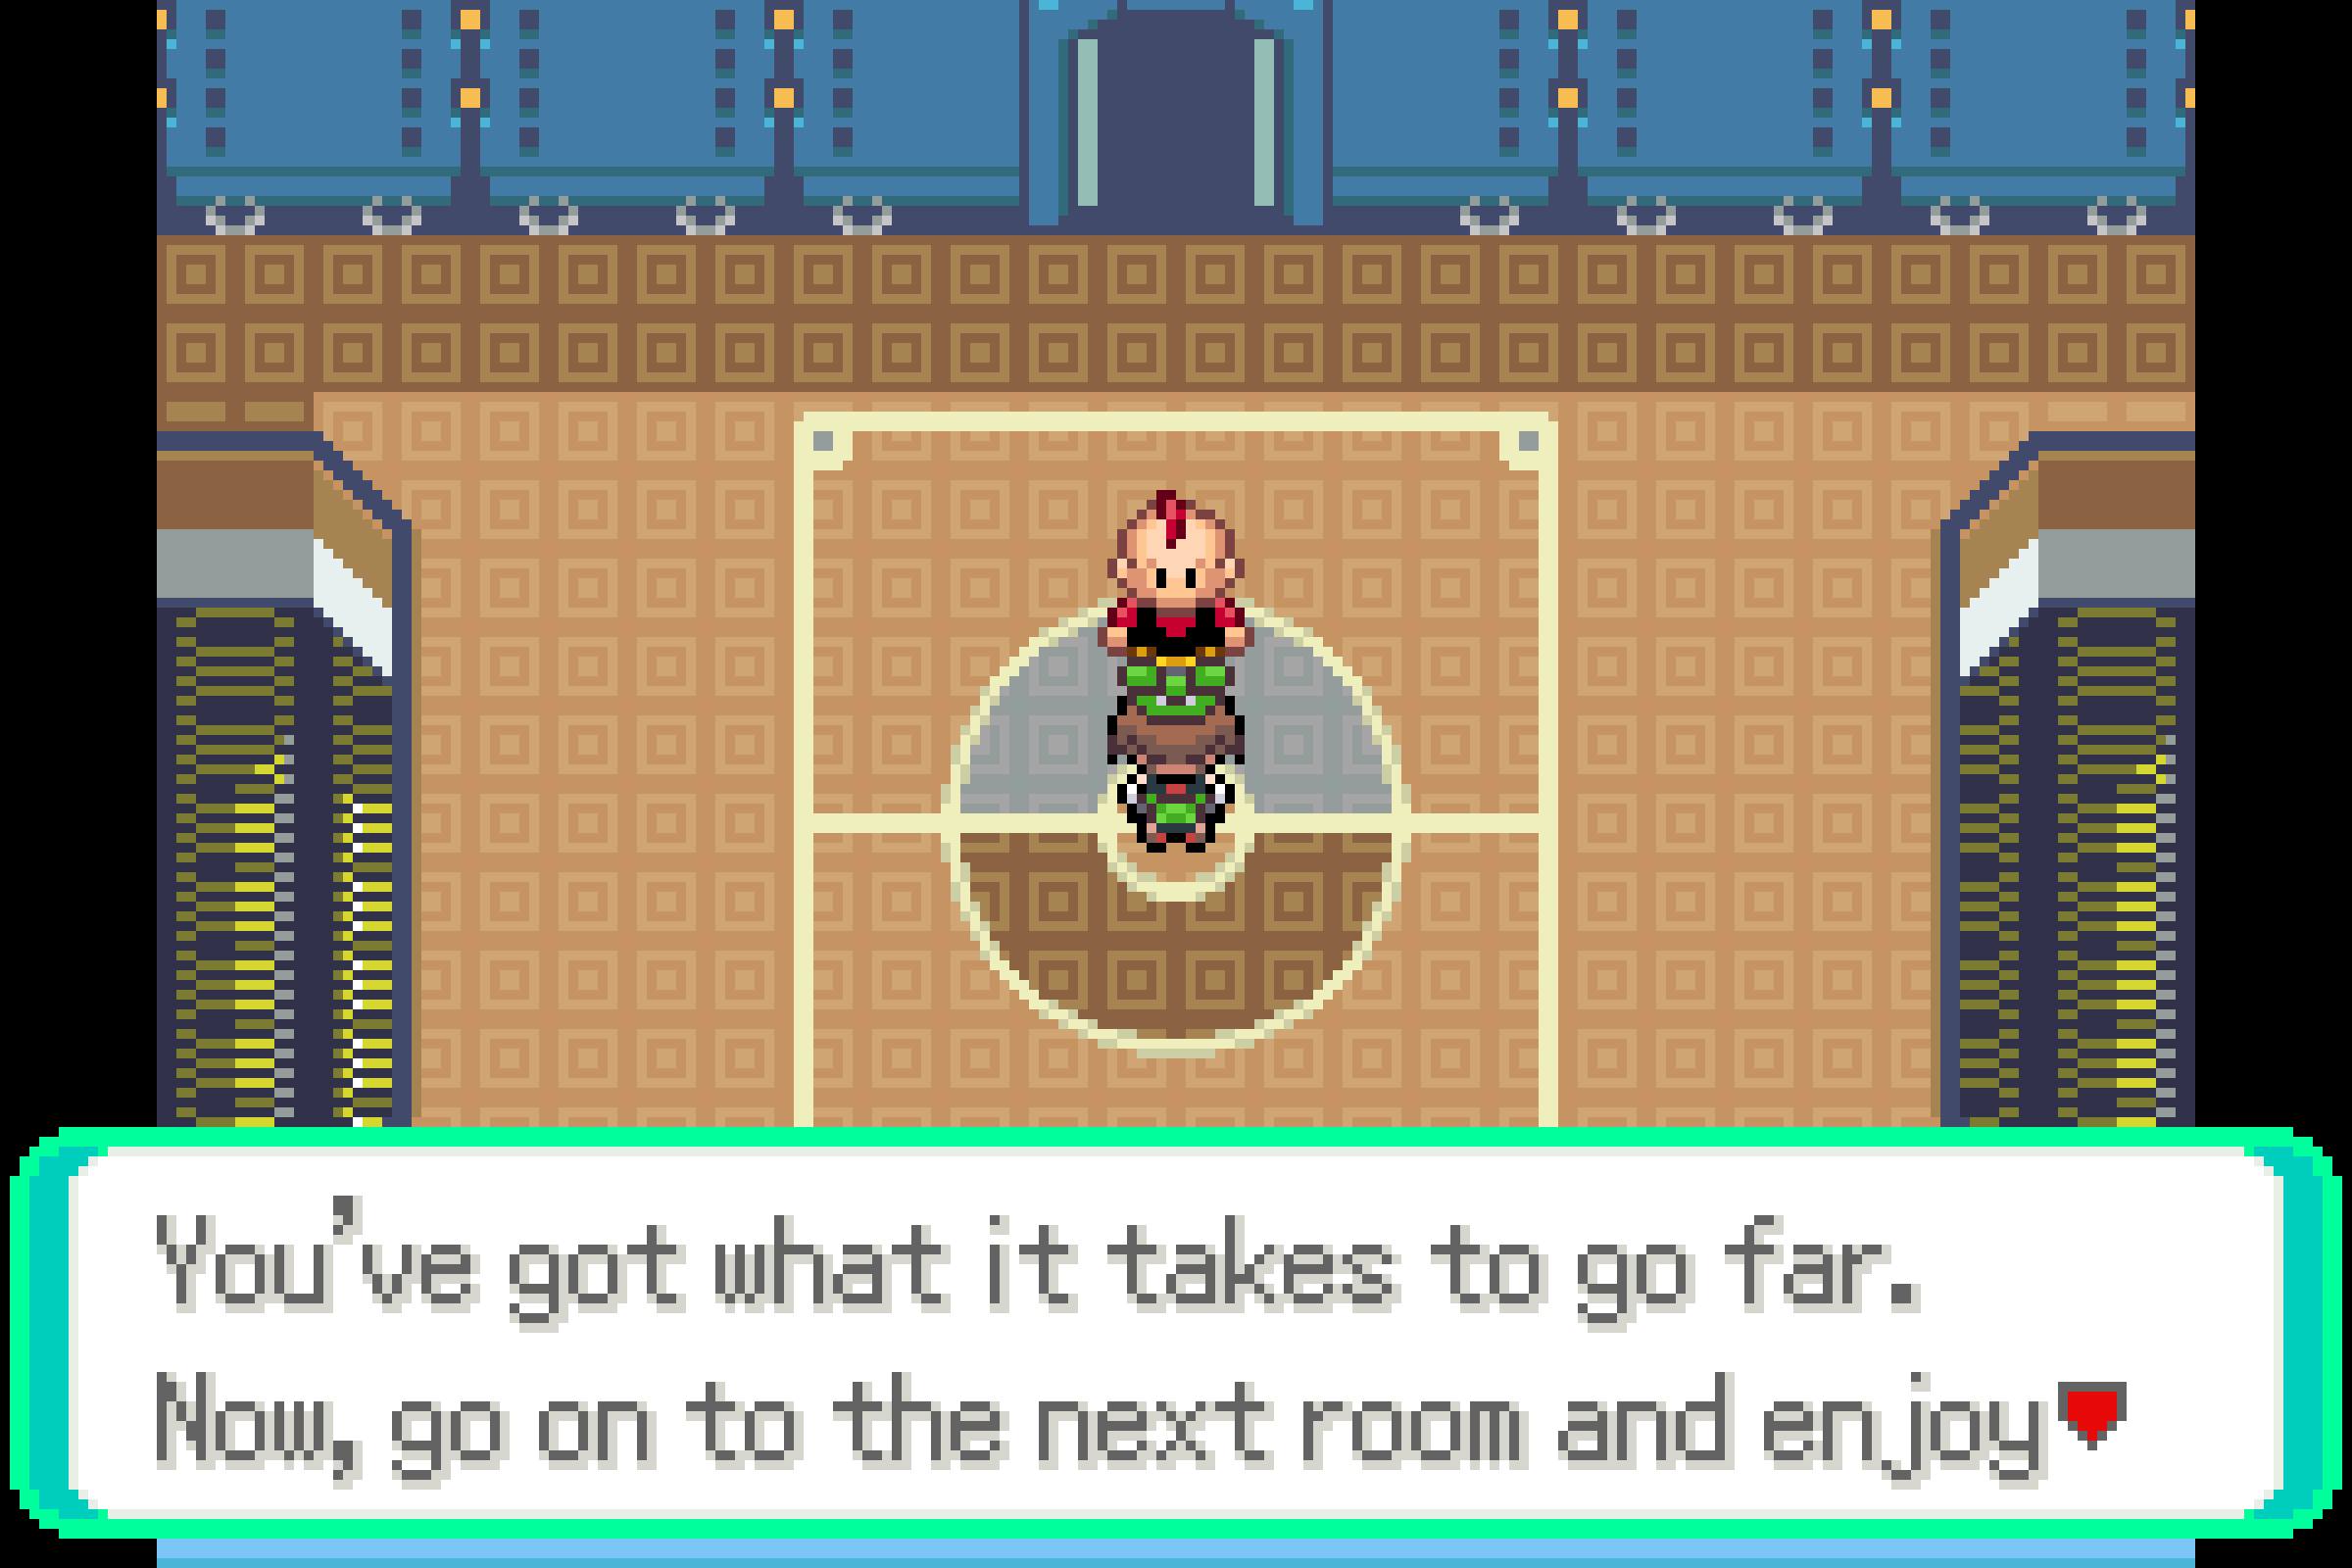 You've got what it takes to go far.
Now, go on to the next room and enjoy